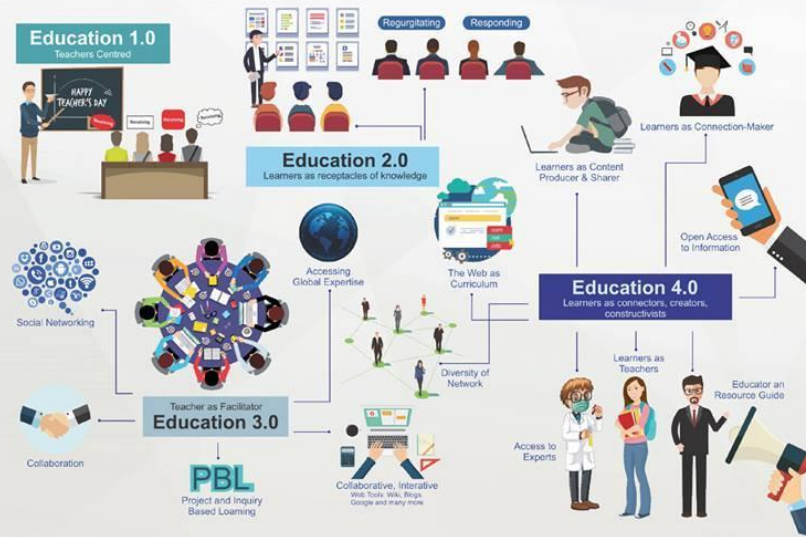 Education 1.0
Teachers Centred
HAPPY
TEACHER'S DAY
Receiving
Receiving
Regurgitating
Responding
Education 2.0
Learners as receptacles of knowledge
Learners as Content
Producer & Sharer
Learners as Connection-Maker
Open Access
to Information
The Web as
Curriculum
Education 4.0
Learners as connectors, creators,
constructivists
Accessing
Global Expertise
Social Networking
Diversity of
Network
Learners as
Teachers
Educator an
Resource Guide
Access to
Experts
Teacher as Facilitator
Education 3.0
Collaboration
PBL
Project and Inquiry
Based Loarning
Collaborative, Interative
Web Tools. Wiki, Blogs.
Google and many more